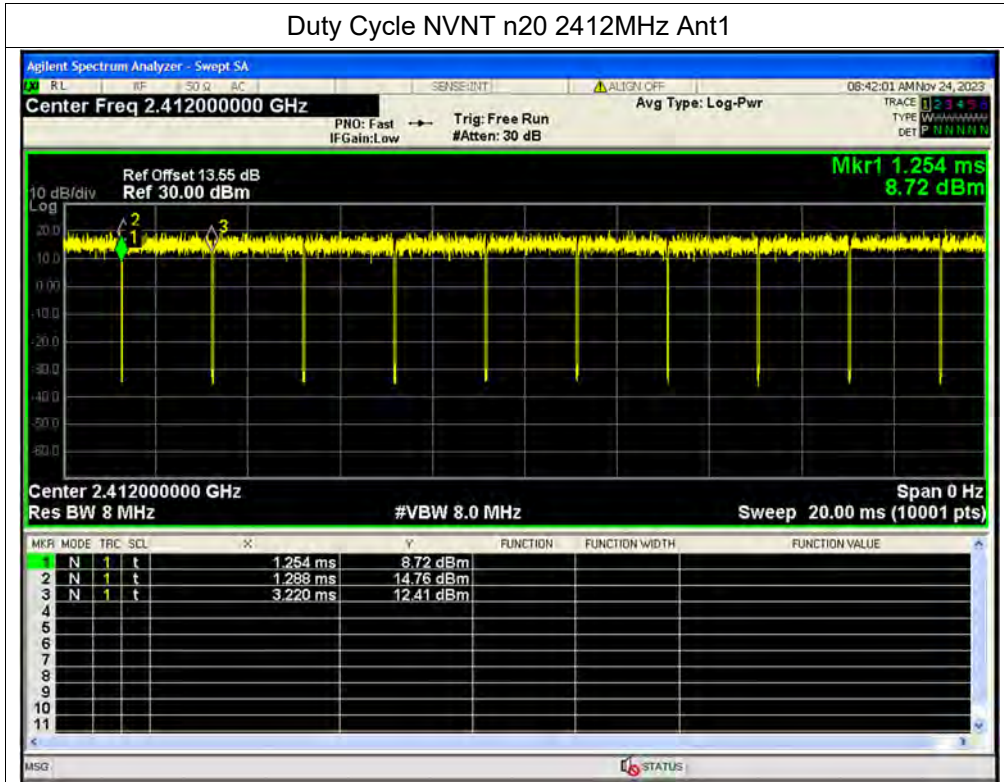 Duty Cycle NVNT n20 2412MHz Ant1
Agilent Spectrum Analyzer - Swept SA
LXI RL RF 50 Ω AC SENSE:INT ALIGN OFF 08:42:01 AM Nov 24, 2023
Center Freq 2.412000000 GHz
Avg Type: Log-Pwr
TRACE 1 2 3 4 5 6
PNO: Fast
Trig: Free Run
TYPE W
IFGain:Low
#Atten: 30 dB
DET P N N N N N
Mkr1 1.254 ms
8.72 dBm
Ref Offset 13.55 dB
10 dB/div Ref 30.00 dBm
Log
20.0
10.0
0.00
-10.0
-20.0
-30.0
-40.0
-50.0
-60.0
2
1
3
Center 2.412000000 GHz Span 0 Hz
Res BW 8 MHz #VBW 8.0 MHz Sweep 20.00 ms (10001 pts)
MKR MODE TRC SCL X Y FUNCTION FUNCTION WIDTH FUNCTION VALUE
1 N 1 t 1.254 ms 8.72 dBm
2 N 1 t 1.288 ms 14.76 dBm
3 N 1 t 3.220 ms 12.41 dBm
4
5
6
7
8
9
10
11
MSG STATUS